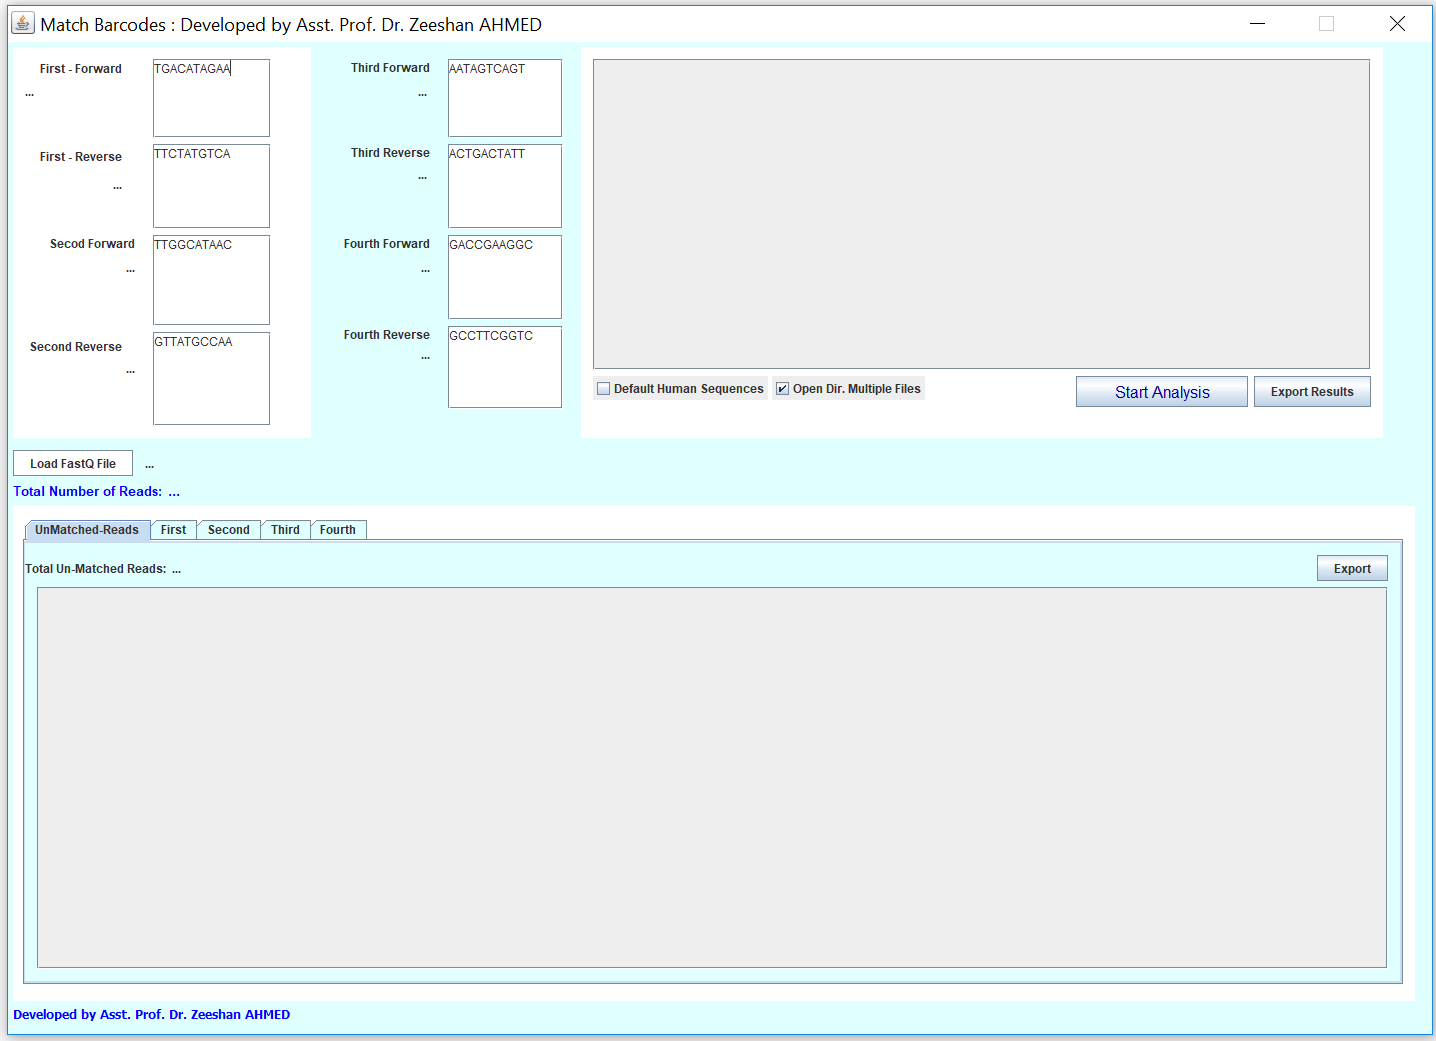 Match Barcodes : Developed by Asst. Prof. Dr. Zeeshan AHMED
First - Forward
...
TGACATAGAA
First - Reverse
...
TTCTATGTCA
Secod Forward
...
TTGGCATAAC
Second Reverse
...
GTTATGCCAA
Third Forward
...
AATAGTCAGT
Third Reverse
...
ACTGACTATT
Fourth Forward
...
GACCGAAGGC
Fourth Reverse
...
GCCTTCGGTC
Default Human Sequences
Open Dir. Multiple Files
Start Analysis
Export Results
Load FastQ File ...
Total Number of Reads: ...
UnMatched-Reads First Second Third Fourth
Total Un-Matched Reads: ...
Export
Developed by Asst. Prof. Dr. Zeeshan AHMED